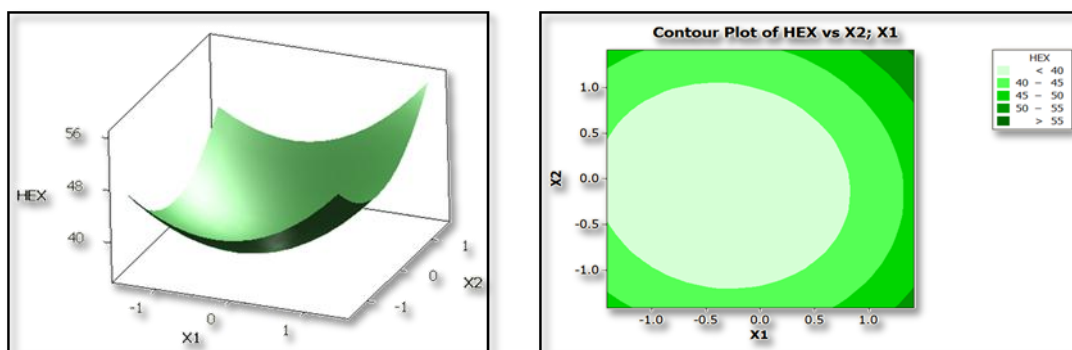 56
48
HEX
40
-1
0
1
X1
-1
0
1
X2
Contour Plot of HEX vs X2; X1
1.0
0.5
0.0
-0.5
-1.0
X2
-1.0 -0.5 0.0 0.5 1.0
X1
HEX
< 40
40 – 45
45 – 50
50 – 55
> 55